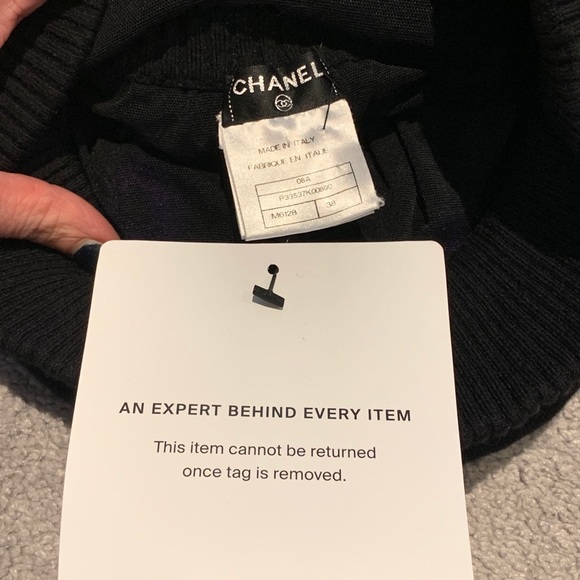 CHANEL
MADE IN ITALY
FABRIQUE EN ITALIE
06A
M6128 38
AN EXPERT BEHIND EVERY ITEM
This item cannot be returned
once tag is removed.